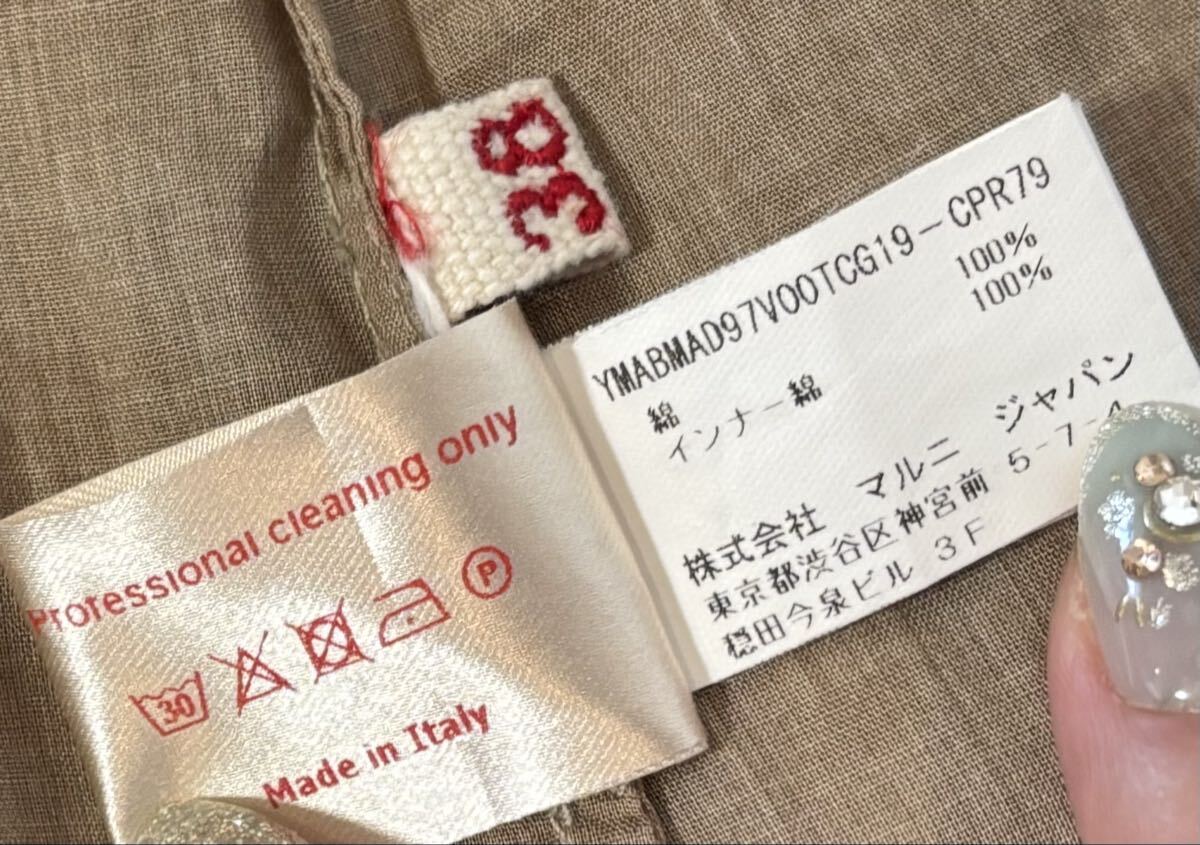 38
YMABMAD97V00TCG19-CPR79
綿 100%
インナー綿 100%
株式会社 マルニ ジャパン
東京都渋谷区神宮前 5-7-4
穏田今泉ビル 3F
Professional cleaning only
30
P
Made in Italy